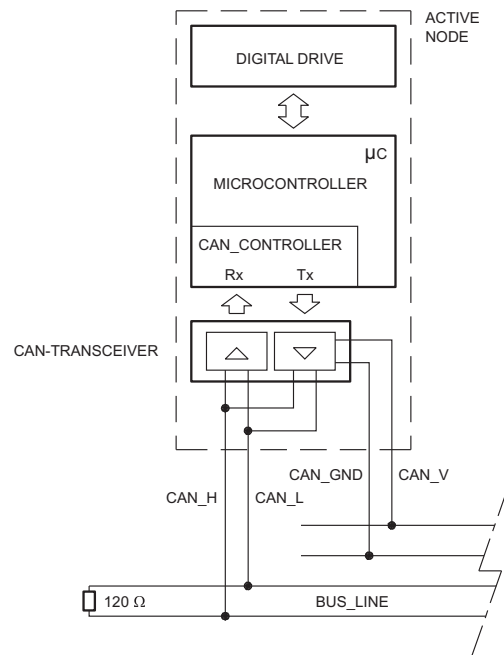 ACTIVE
NODE
DIGITAL DRIVE
µC
MICROCONTROLLER
CAN_CONTROLLER
Rx Tx
CAN-TRANSCEIVER
CAN_GND CAN_V
CAN_H CAN_L
120 Ω BUS_LINE